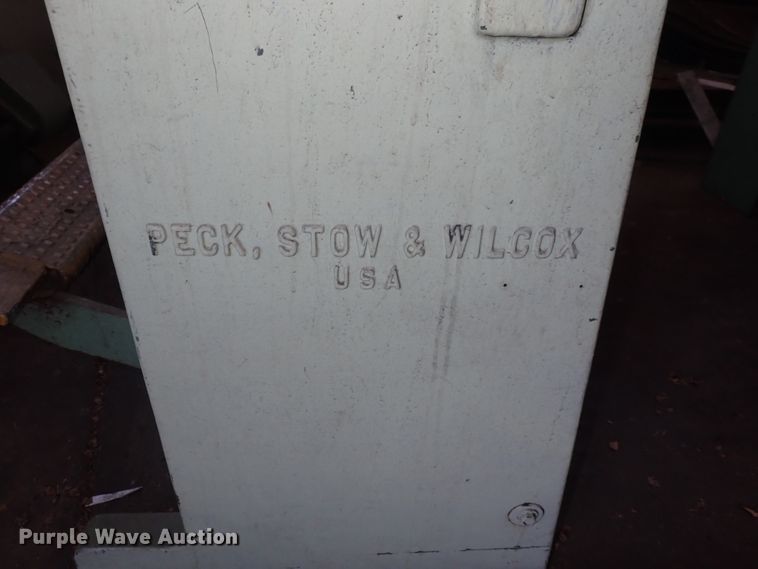 PECK, STOW & WILCOX
USA
Purple Wave Auction